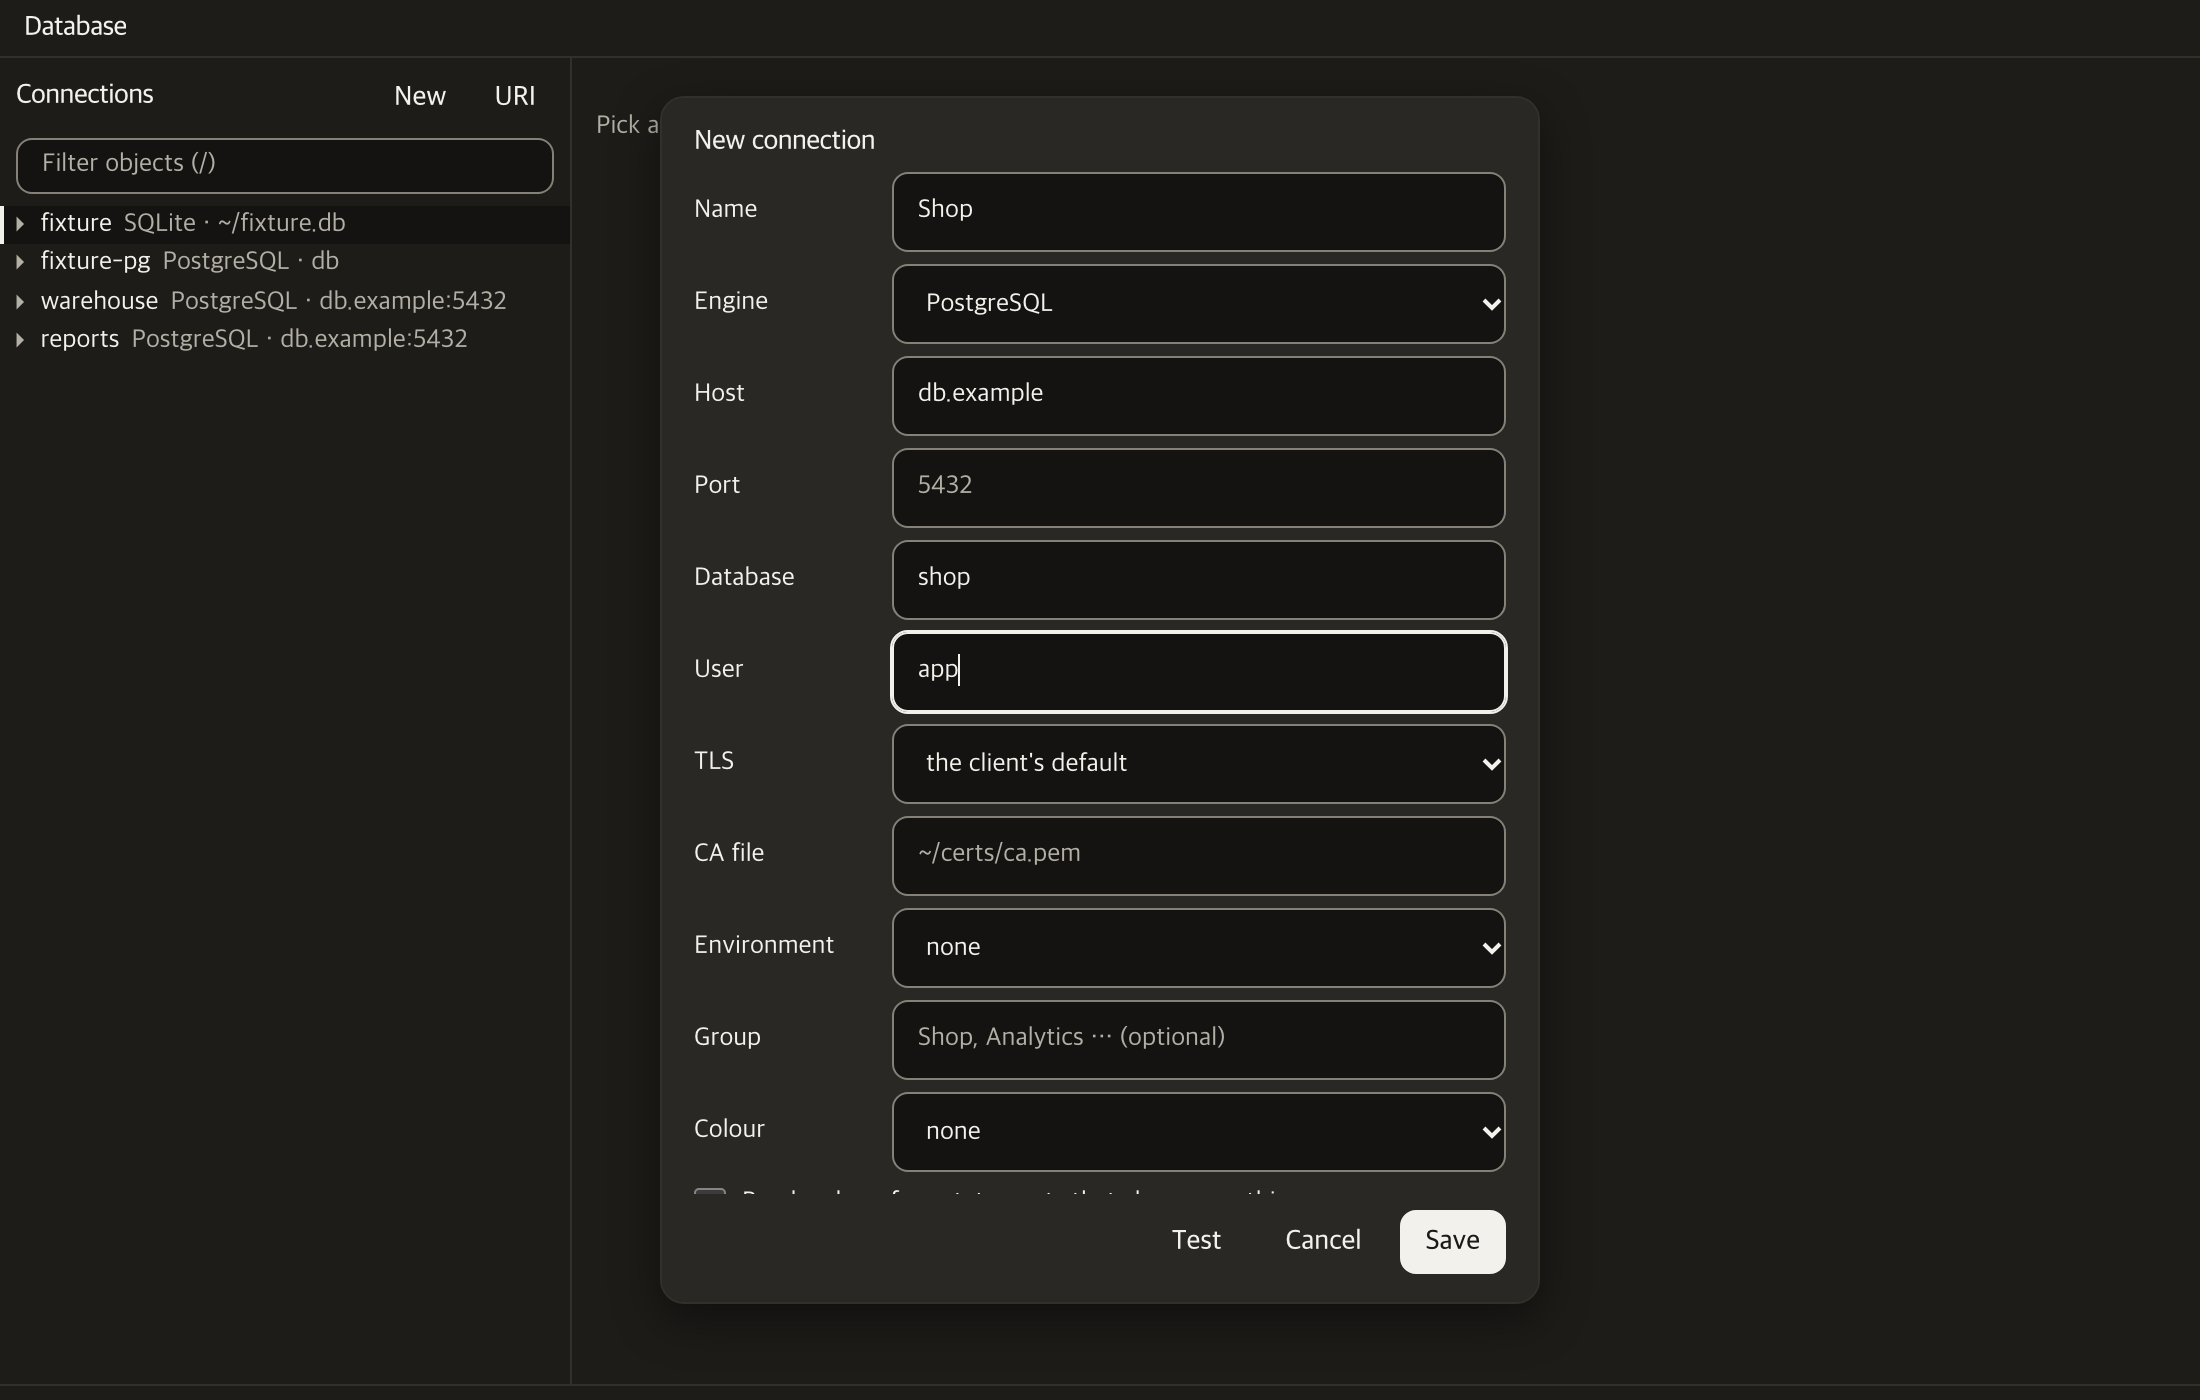 Database
Connections New URI
Filter objects (/)
fixture SQLite · ~/fixture.db
fixture-pg PostgreSQL · db
warehouse PostgreSQL · db.example:5432
reports PostgreSQL · db.example:5432
Pick a
New connection
Name Shop
Engine PostgreSQL
Host db.example
Port 5432
Database shop
User app
TLS the client's default
CA file ~/certs/ca.pem
Environment none
Group Shop, Analytics ··· (optional)
Colour none
Test Cancel Save